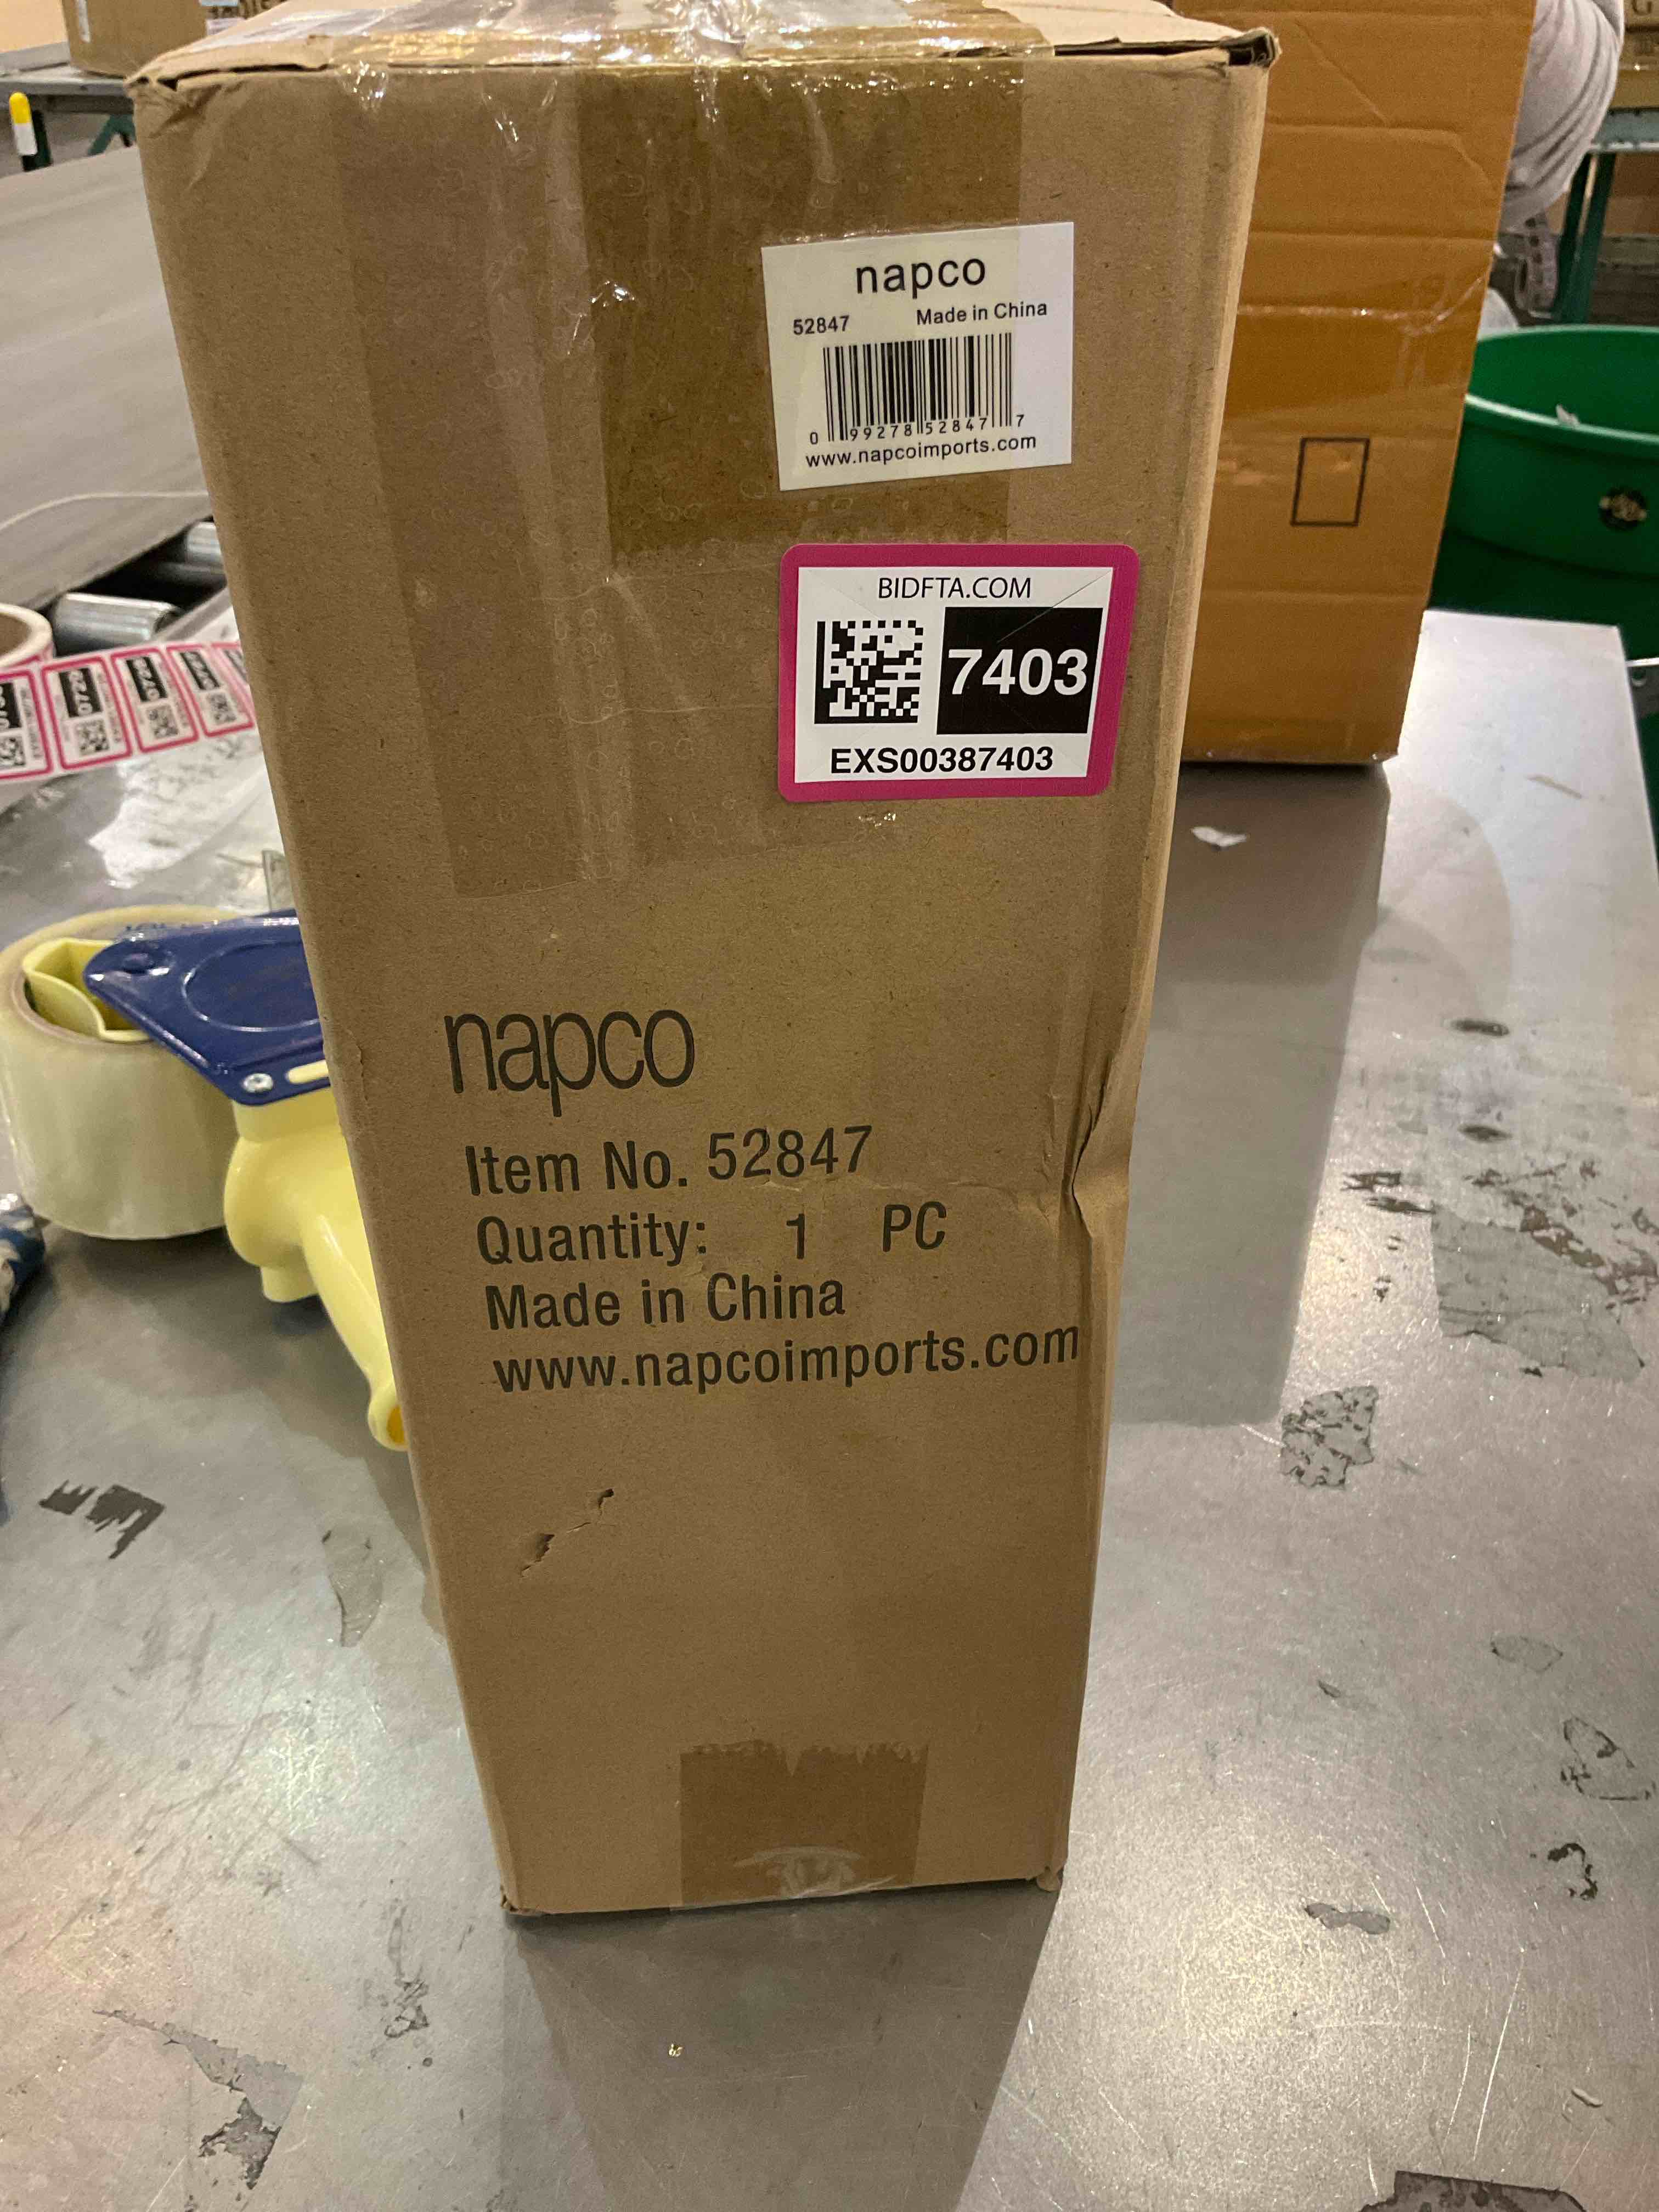 napco
52847 Made in China
0 99278 52847 7
www.napcoimports.com
BIDFTA.COM
7403
EXS00387403
napco
Item No. 52847
Quantity: 1 PC
Made in China
www.napcoimports.com